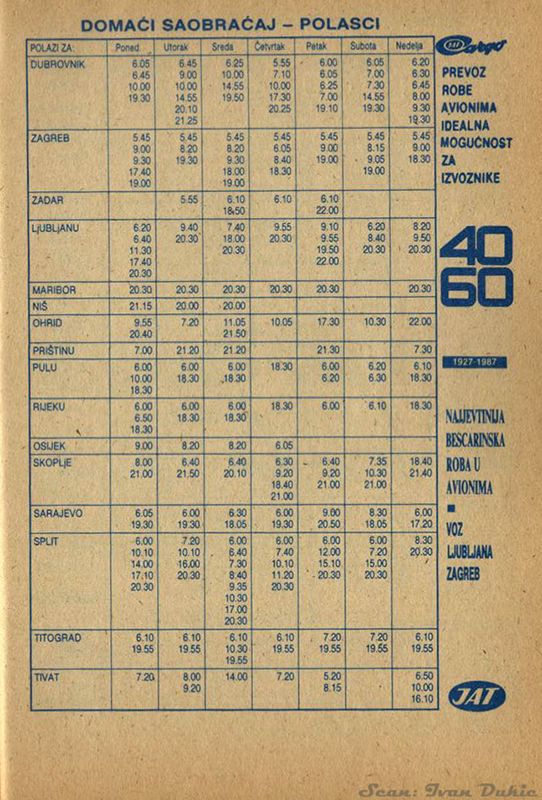 DOMAĆI SAOBRAĆAJ – POLASCI
POLAZI ZA: Poned Utorak Sreda Četvrtak Petak Subota Nedelja
DUBROVNIK 6.05 6.45 6.25 5.55 6.00 6.05 6.20
6.45 9.00 10.00 7.10 6.05 7.00 6.30
10.00 10.00 14.55 10.00 6.25 7.30 6.45
19.30 14.55 19.50 17.30 7.00 14.55 8.00
20.10 20.25 19.10 19.30 9.30
21.25 19.30
ZAGREB 5.45 5.45 5.45 5.45 5.45 5.45 5.45
9.00 8.20 8.20 6.05 9.00 8.15 9.00
9.30 19.30 9.30 8.40 19.00 9.05 18.30
17.40 18.00 18.30 19.00
19.00 19.00
ZADAR 5.55 6.10 6.10 6.10
18.50 22.00
LJUBLJANU 6.20 9.40 7.40 9.55 9.10 6.20 8.20
6.40 20.30 18.00 20.30 9.55 8.40 9.50
11.30 20.30 19.50 20.30 20.30
17.40 22.00
20.30
MARIBOR 20.30 20.30 20.30 20.30 20.30 20.30
NIŠ 21.15 20.00 20.00
OHRID 9.55 7.20 11.05 10.05 17.30 10.30 22.00
20.40 21.50
PRIŠTINU 7.00 21.20 21.20 21.30 7.30
PULU 6.00 6.00 6.00 18.30 6.00 6.20 6.10
10.00 18.30 18.30 6.20 6.30 18.30
18.30
RIJEKU 6.00 6.00 6.00 18.30 6.00 6.10 18.30
6.50 18.30 18.30
18.30
OSIJEK 9.00 8.20 8.20 6.05
SKOPLJE 8.00 6.40 6.40 6.30 6.40 7.35 18.40
21.00 21.50 20.10 9.20 9.20 10.30 21.40
18.40 21.00 21.00
21.00
SARAJEVO 6.05 6.00 6.30 6.00 9.00 8.30 6.00
19.30 19.30 18.05 19.30 20.50 18.05 17.20
SPLIT 6.00 7.20 6.00 6.00 6.00 6.00 8.30
10.10 10.10 6.40 7.40 12.00 7.20 20.30
14.00 16.00 7.30 10.10 15.10 15.00
17.10 20.30 8.40 11.20 20.30 20.30
20.30 9.35 20.30
10.30
17.00
20.30
TITOGRAD 6.10 6.10 6.10 6.10 7.20 7.20 6.10
19.55 19.55 10.30 19.55 19.55 19.55 19.55
19.55
TIVAT 7.20 8.00 14.00 7.20 5.20 6.50
9.20 8.15 10.00
16.10
JAT Cargo
PREVOZ
ROBE
AVIONIMA
IDEALNA
MOGUĆNOST
ZA
IZVOZNIKE
40
60
1927-1987
NAJJEVTINIJA
BESCARINSKA
ROBA U
AVIONIMA
VOZ
LJUBLJANA
ZAGREB
JAT
Scan: Ivan Dukic